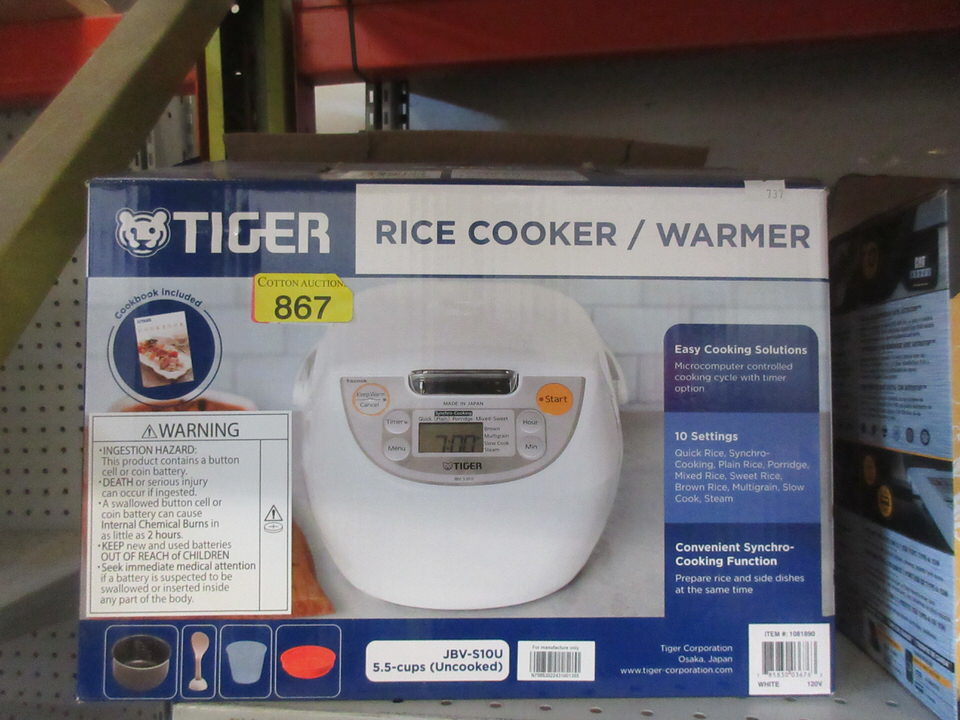 737
TIGER
RICE COOKER / WARMER
COTTON AUCTION
867
Cookbook included
COOKBOOK
Easy Cooking Solutions
Microcomputer controlled
cooking cycle with timer
option
10 Settings
Quick Rice, Synchro-
Cooking, Plain Rice, Porridge,
Mixed Rice, Sweet Rice,
Brown Rice, Multigrain, Slow
Cook, Steam
Convenient Synchro-
Cooking Function
Prepare rice and side dishes
at the same time
Keep Warm
Cancel
MADE IN JAPAN
Start
Synchro-Cooking
Quick Plain Porridge Mixed•Sweet
Brown
Multigrain
Slow Cook
Steam
Timer
Hour
Menu
7:00
Min
TIGER
JBV-S10U
WARNING
•INGESTION HAZARD:
This product contains a button
cell or coin battery.
•DEATH or serious injury
can occur if ingested.
•A swallowed button cell or
coin battery can cause
Internal Chemical Burns in
as little as 2 hours.
•KEEP new and used batteries
OUT OF REACH of CHILDREN
•Seek immediate medical attention
if a battery is suspected to be
swallowed or inserted inside
any part of the body.
JBV-S10U
5.5-cups (Uncooked)
For manufacture only
Tiger Corporation
Osaka, Japan
www.tiger-corporation.com
ITEM #: 1081890
WHITE 120V
CAT